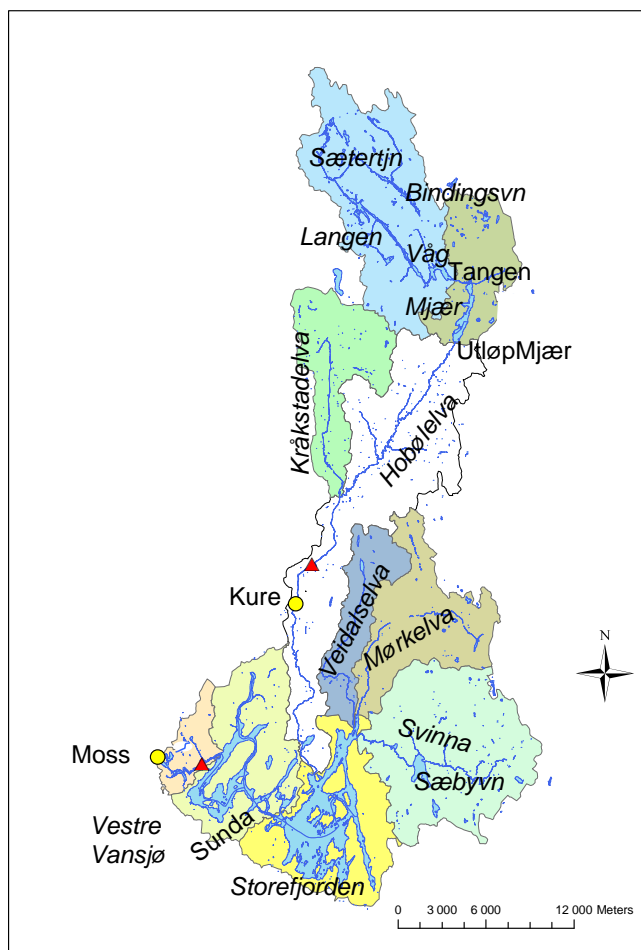 Sætertjn
Bindingsvn
Langen
Våg
Tangen
Mjær
UtløpMjær
Kråkstadelva
Hobølelva
Kure
Veidalselva
Mørkelva
N
Svinna
Moss
Sæbyvn
Vestre
Vansjø
Sunda
Storefjorden
0 3 000 6 000 12 000 Meters